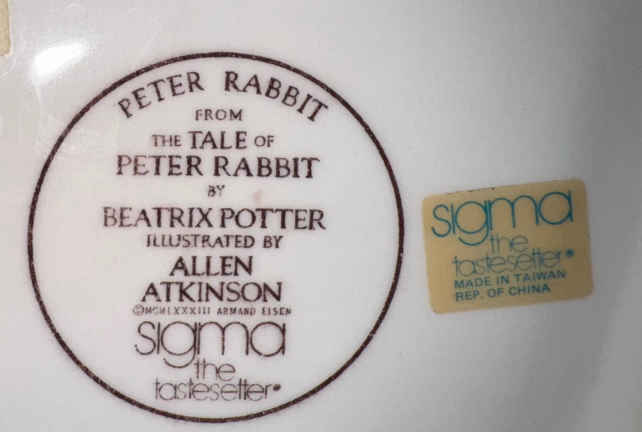 PETER RABBIT
FROM
THE TALE OF
PETER RABBIT
BY
BEATRIX POTTER
ILLUSTRATED BY
ALLEN
ATKINSON
©MCMLXXXIII ARMAND EISEN
sigma
the
tastesetter®
sigma
the
tastesetter®
MADE IN TAIWAN
REP. OF CHINA